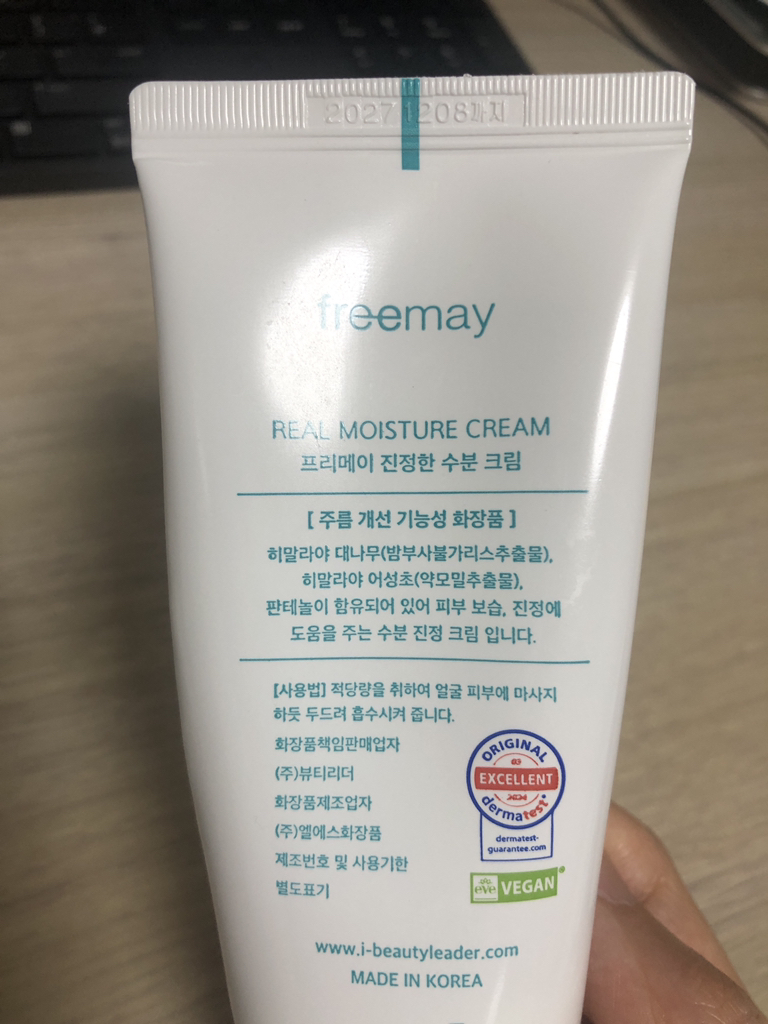 20271208까지
freemay
REAL MOISTURE CREAM
프리메이 진정한 수분 크림
[ 주름 개선 기능성 화장품 ]
히말라야 대나무(밤부사불가리스추출물),
히말라야 어성초(약모밀추출물),
판테놀이 함유되어 있어 피부 보습, 진정에
도움을 주는 수분 진정 크림 입니다.
[사용법] 적당량을 취하여 얼굴 피부에 마사지
하듯 두드려 흡수시켜 줍니다.
화장품책임판매업자
(주)뷰티리더
화장품제조업자
(주)엘에스화장품
제조번호 및 사용기한
별도표기
ORIGINAL
EXCELLENT
dermatest®
dermatest-
guarantee.com
eve VEGAN®
www.i-beautyleader.com
MADE IN KOREA